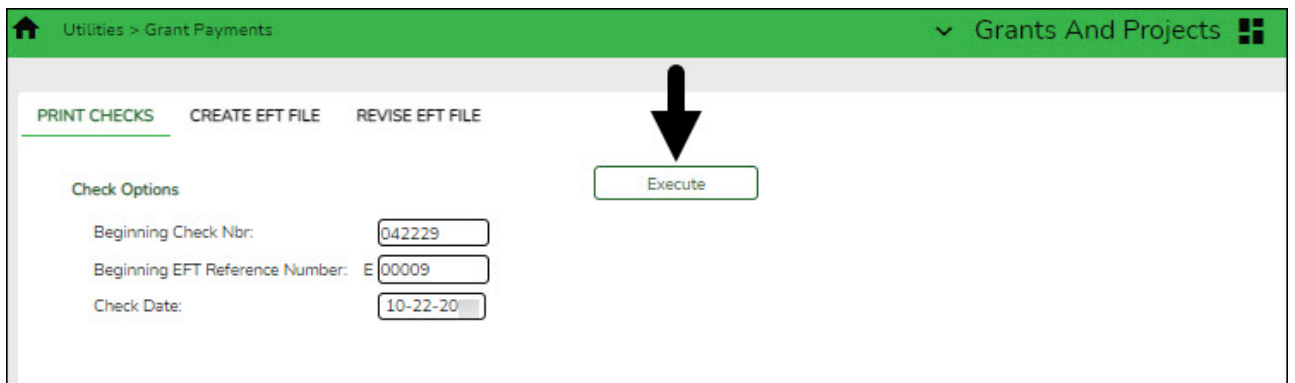 Utilities > Grant Payments
Grants And Projects
PRINT CHECKS CREATE EFT FILE REVISE EFT FILE
Check Options
Execute
Beginning Check Nbr: 042229
Beginning EFT Reference Number: E 00009
Check Date: 10-22-20